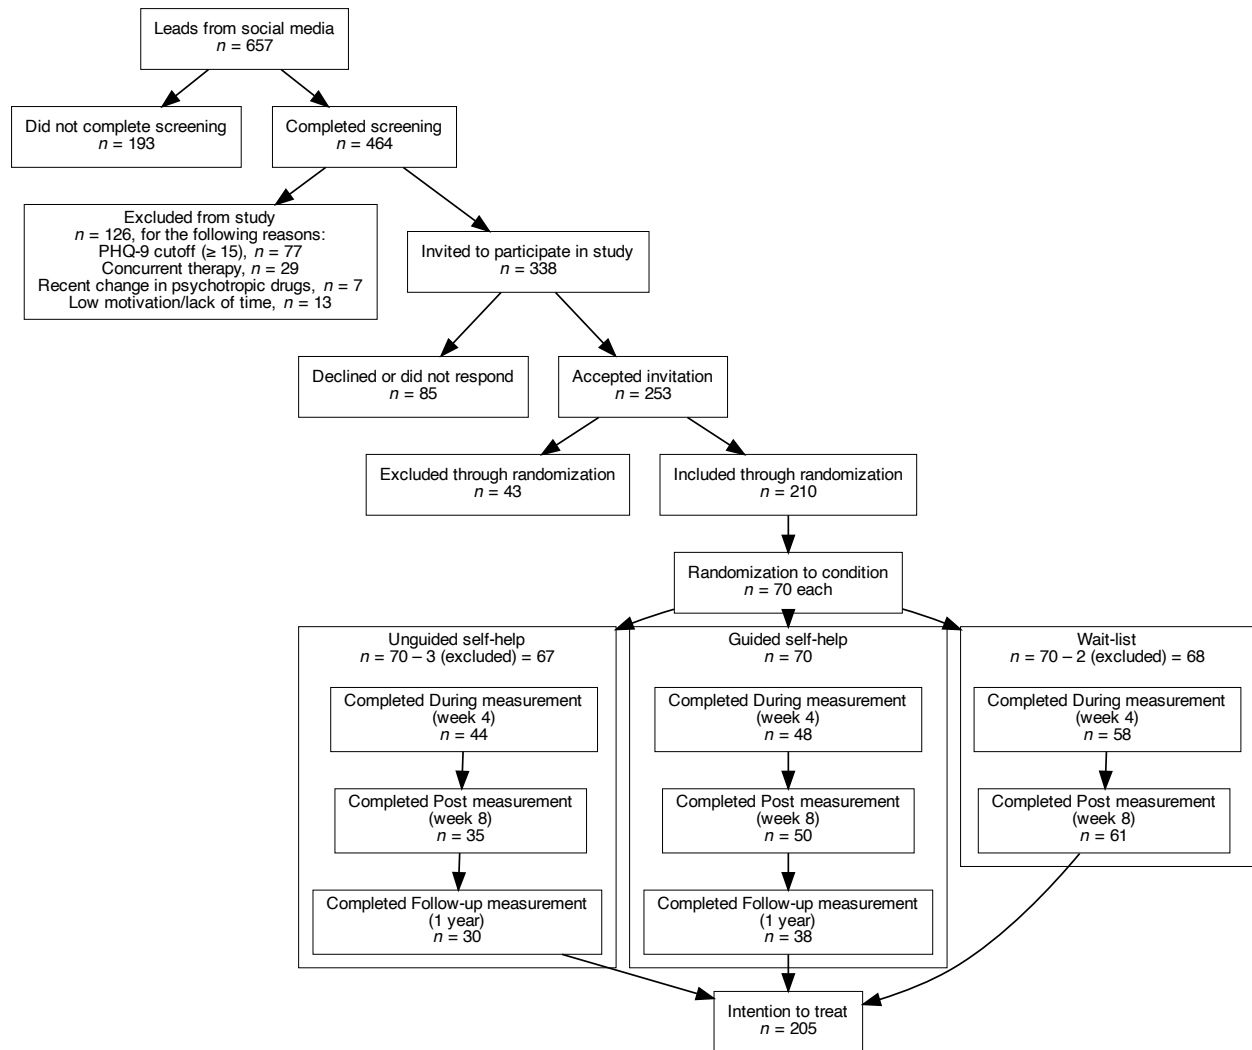 Leads from social media
n = 657
Did not complete screening
n = 193
Completed screening
n = 464
Excluded from study
n = 126, for the following reasons:
PHQ-9 cutoff (≥ 15), n = 77
Concurrent therapy, n = 29
Recent change in psychotropic drugs, n = 7
Low motivation/lack of time, n = 13
Invited to participate in study
n = 338
Declined or did not respond
n = 85
Accepted invitation
n = 253
Excluded through randomization
n = 43
Included through randomization
n = 210
Randomization to condition
n = 70 each
Unguided self-help
n = 70 – 3 (excluded) = 67
Completed During measurement
(week 4)
n = 44
Completed Post measurement
(week 8)
n = 35
Completed Follow-up measurement
(1 year)
n = 30
Guided self-help
n = 70
Completed During measurement
(week 4)
n = 48
Completed Post measurement
(week 8)
n = 50
Completed Follow-up measurement
(1 year)
n = 38
Wait-list
n = 70 – 2 (excluded) = 68
Completed During measurement
(week 4)
n = 58
Completed Post measurement
(week 8)
n = 61
Intention to treat
n = 205